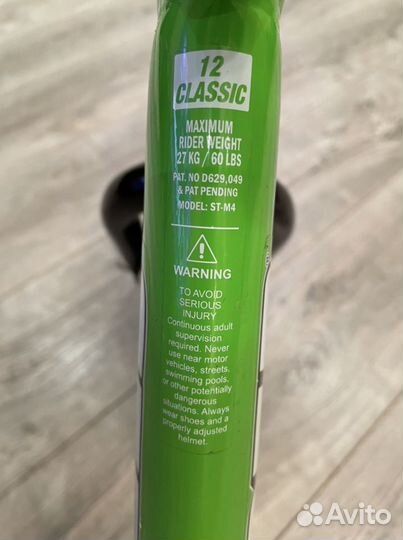 12
CLASSIC
MAXIMUM
RIDER WEIGHT
27 KG / 60 LBS
PAT. NO D629,049
& PAT PENDING
MODEL: ST-M4
WARNING
TO AVOID
SERIOUS
INJURY
Continuous adult
supervision
required. Never
use near motor
vehicles, streets,
swimming pools,
or other potentially
dangerous
situations. Always
wear shoes and a
properly adjusted
helmet.
Avito